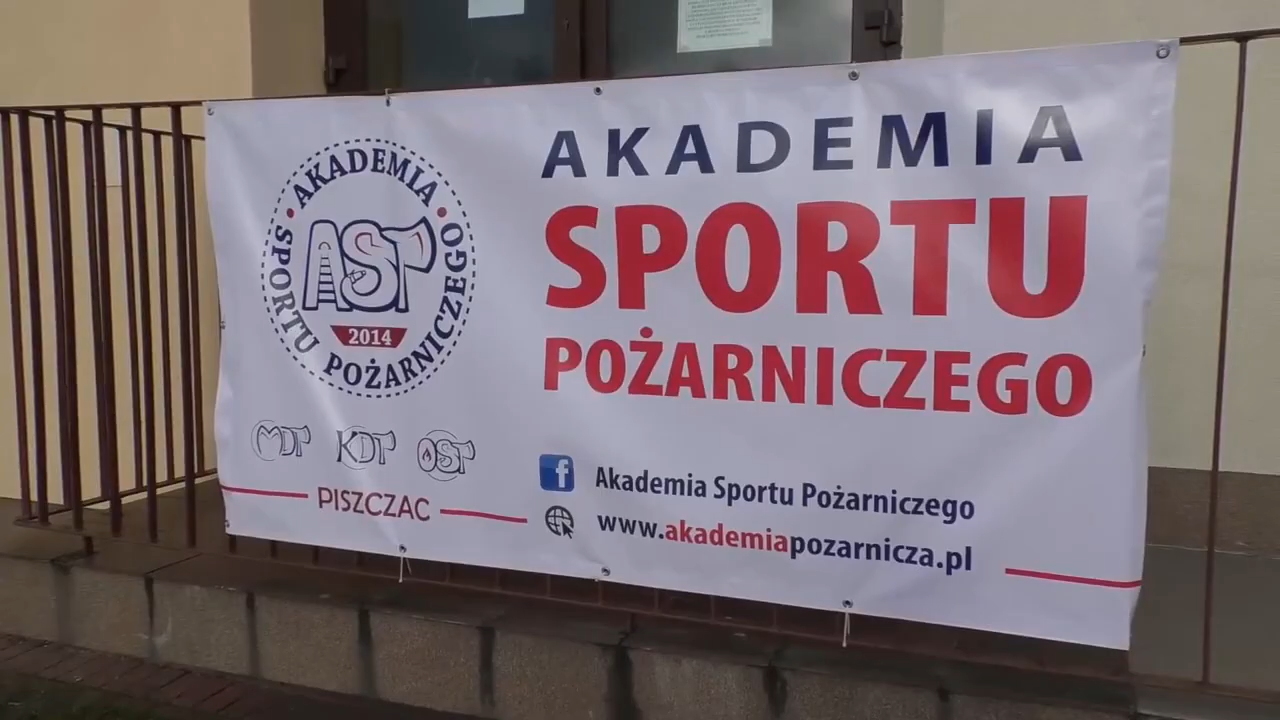 AKADEMIA
SPORTU POŻARNICZEGO
ASP
2014
MDP KDP OSP
PISZCZAC
AKADEMIA
SPORTU
POŻARNICZEGO
f Akademia Sportu Pożarniczego
www.akademiapozarnicza.pl